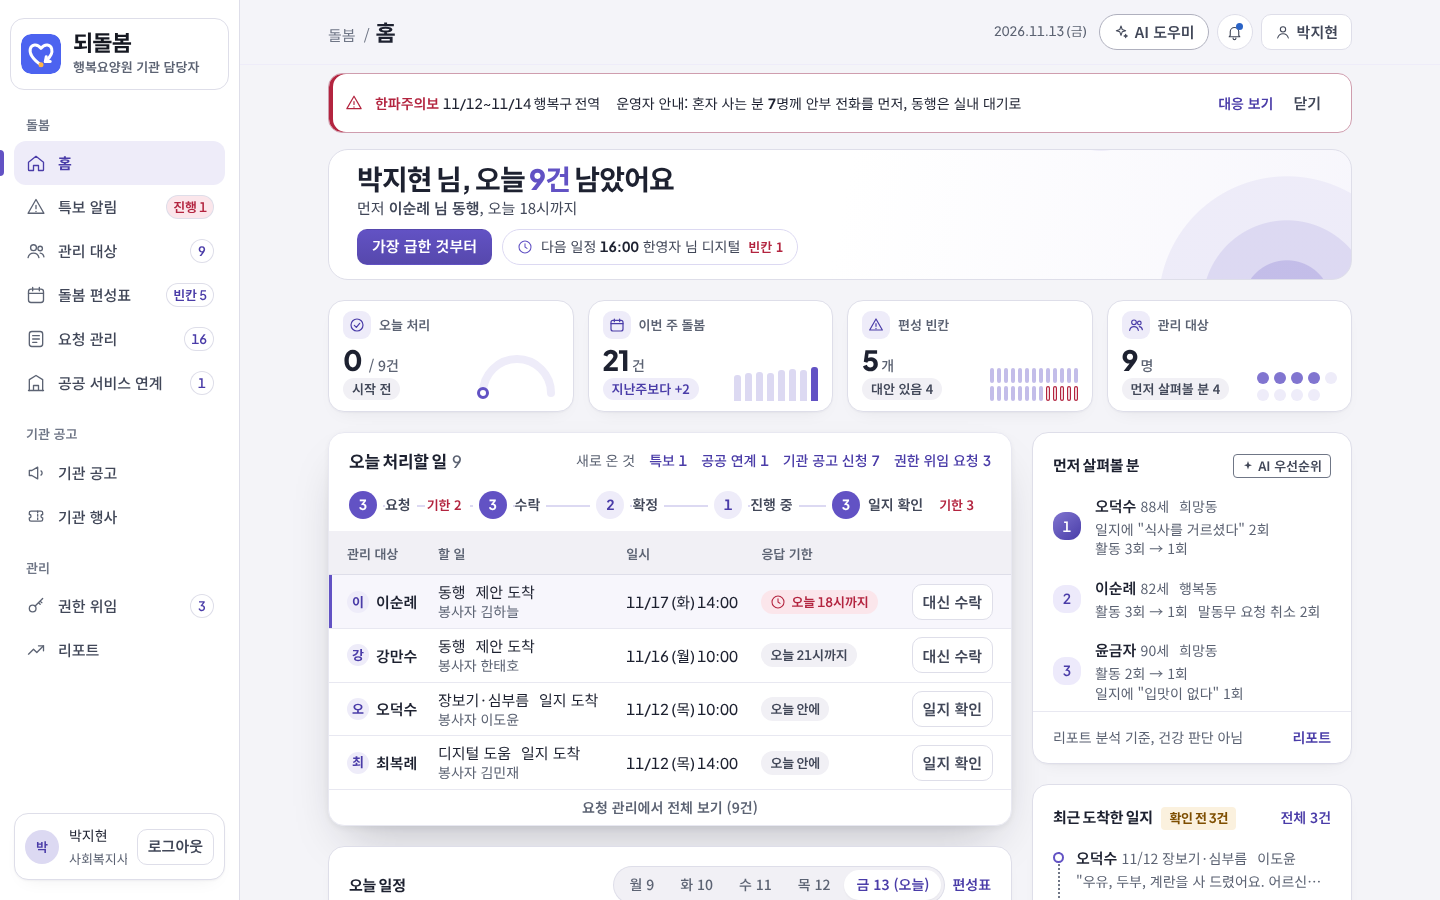 되돌봄
행복요양원 기관 담당자
돌봄
홈
특보 알림 진행 1
관리 대상 9
돌봄 편성표 빈칸 5
요청 관리 16
공공 서비스 연계 1
기관 공고
기관 공고
기관 행사
관리
권한 위임 3
리포트
박 박지현
사회복지사
로그아웃
돌봄 / 홈
2026.11.13(금) AI 도우미 박지현
한파주의보 11/12~11/14 행복구 전역 운영자 안내: 혼자 사는 분 7명께 안부 전화를 먼저, 동행은 실내 대기로 대응 보기 닫기
박지현 님, 오늘 9건 남았어요
먼저 이순례 님 동행, 오늘 18시까지
가장 급한 것부터 다음 일정 16:00 한영자 님 디지털 빈칸 1
오늘 처리
0 / 9건
시작 전
이번 주 돌봄
21 건
지난주보다 +2
편성 빈칸
5 개
대안 있음 4
관리 대상
9 명
먼저 살펴볼 분 4
오늘 처리할 일 9 새로 온 것 특보 1 공공 연계 1 기관 공고 신청 7 권한 위임 요청 3
3 요청 기한 2 3 수락 2 확정 1 진행 중 3 일지 확인 기한 3
관리 대상 할 일 일시 응답 기한
이 이순례 동행 제안 도착 11/17(화) 14:00 오늘 18시까지 대신 수락
봉사자 김하늘
강 강만수 동행 제안 도착 11/16(월) 10:00 오늘 21시까지 대신 수락
봉사자 한태호
오 오덕수 장보기·심부름 일지 도착 11/12(목) 10:00 오늘 안에 일지 확인
봉사자 이도윤
최 최복례 디지털 도움 일지 도착 11/12(목) 14:00 오늘 안에 일지 확인
봉사자 김민재
요청 관리에서 전체 보기 (9건)
오늘 일정 월 9 화 10 수 11 목 12 금 13 (오늘) 편성표
먼저 살펴볼 분 AI 우선순위
1 오덕수 88세 희망동
일지에 "식사를 거르셨다" 2회
활동 3회 → 1회
2 이순례 82세 행복동
활동 3회 → 1회 말동무 요청 취소 2회
3 윤금자 90세 희망동
활동 2회 → 1회
일지에 "입맛이 없다" 1회
리포트 분석 기준, 건강 판단 아님 리포트
최근 도착한 일지 확인 전 3건 전체 3건
오덕수 11/12 장보기·심부름 이도윤
"우유, 두부, 계란을 사 드렸어요. 어르신…